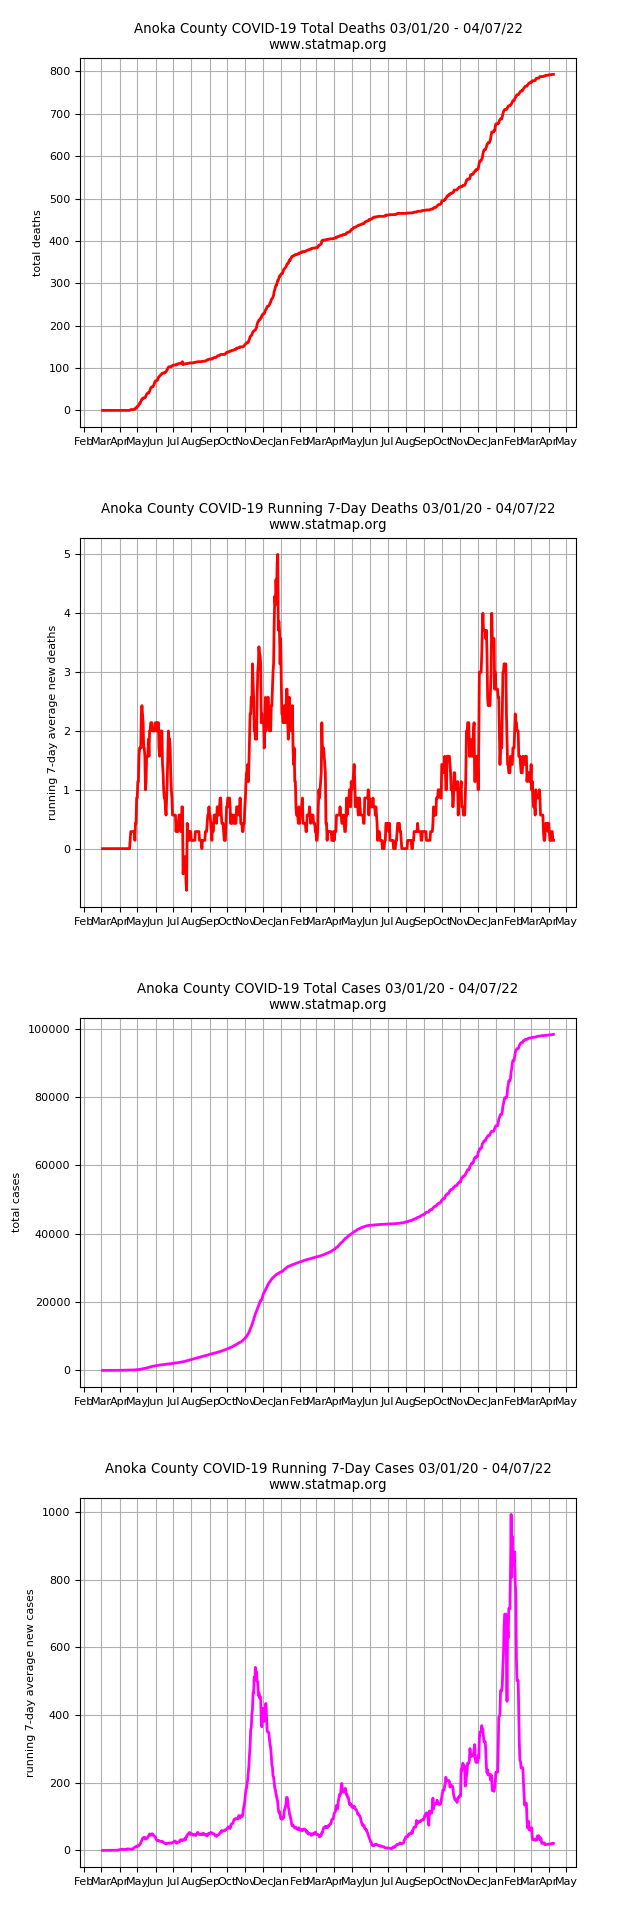 Anoka County COVID-19 Total Deaths 03/01/20 - 04/07/22
www.statmap.org
800
700
600
500
400
300
200
100
0
total deaths
Feb Mar Apr May Jun Jul Aug Sep Oct Nov Dec Jan Feb Mar Apr May Jun Jul Aug Sep Oct Nov Dec Jan Feb Mar Apr May
Anoka County COVID-19 Running 7-Day Deaths 03/01/20 - 04/07/22
www.statmap.org
5
4
3
2
1
0
running 7-day average new deaths
Feb Mar Apr May Jun Jul Aug Sep Oct Nov Dec Jan Feb Mar Apr May Jun Jul Aug Sep Oct Nov Dec Jan Feb Mar Apr May
Anoka County COVID-19 Total Cases 03/01/20 - 04/07/22
www.statmap.org
100000
80000
60000
40000
20000
0
total cases
Feb Mar Apr May Jun Jul Aug Sep Oct Nov Dec Jan Feb Mar Apr May Jun Jul Aug Sep Oct Nov Dec Jan Feb Mar Apr May
Anoka County COVID-19 Running 7-Day Cases 03/01/20 - 04/07/22
www.statmap.org
1000
800
600
400
200
0
running 7-day average new cases
Feb Mar Apr May Jun Jul Aug Sep Oct Nov Dec Jan Feb Mar Apr May Jun Jul Aug Sep Oct Nov Dec Jan Feb Mar Apr May